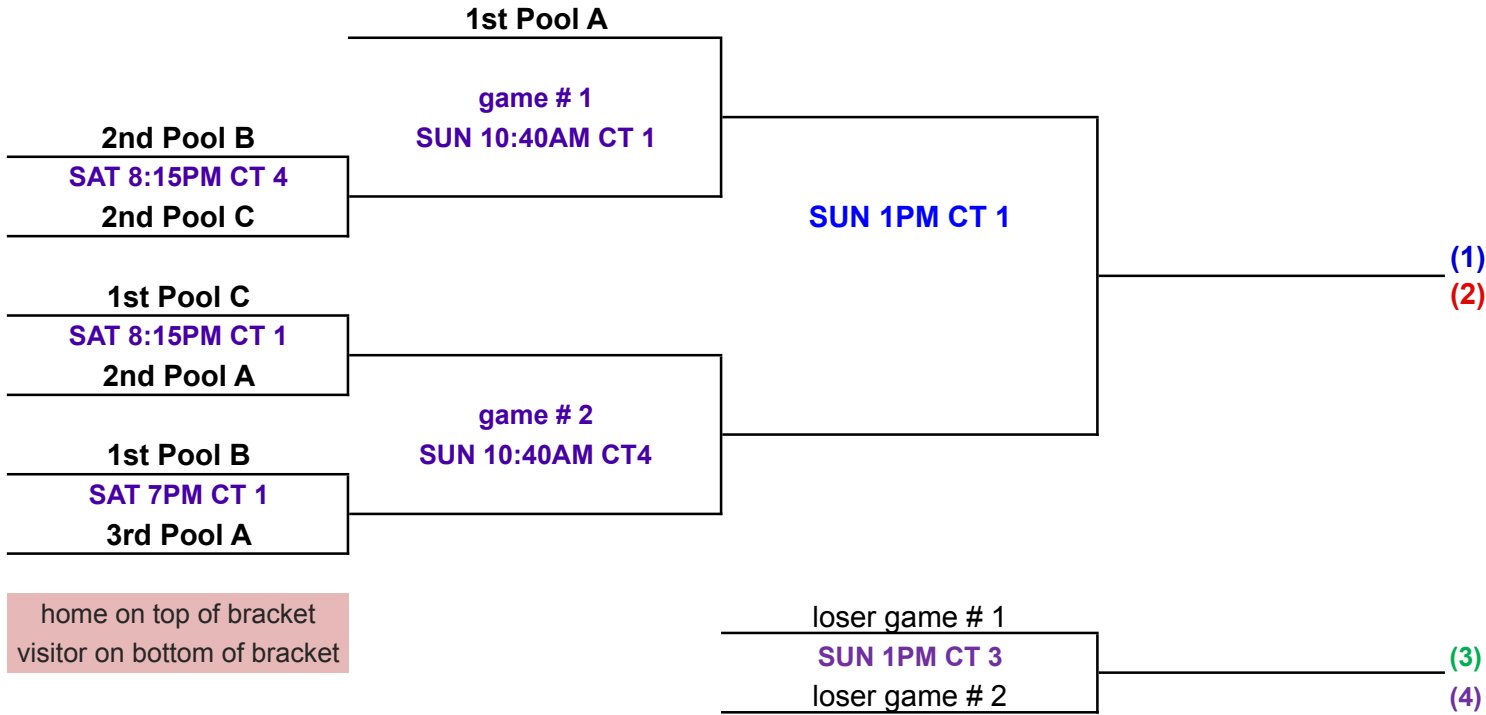 1st Pool A
game # 1
SUN 10:40AM CT 1
2nd Pool B
SAT 8:15PM CT 4
2nd Pool C
SUN 1PM CT 1
(1)
(2)
1st Pool C
SAT 8:15PM CT 1
2nd Pool A
game # 2
SUN 10:40AM CT4
1st Pool B
SAT 7PM CT 1
3rd Pool A
home on top of bracket
visitor on bottom of bracket
loser game # 1
SUN 1PM CT 3
loser game # 2
(3)
(4)